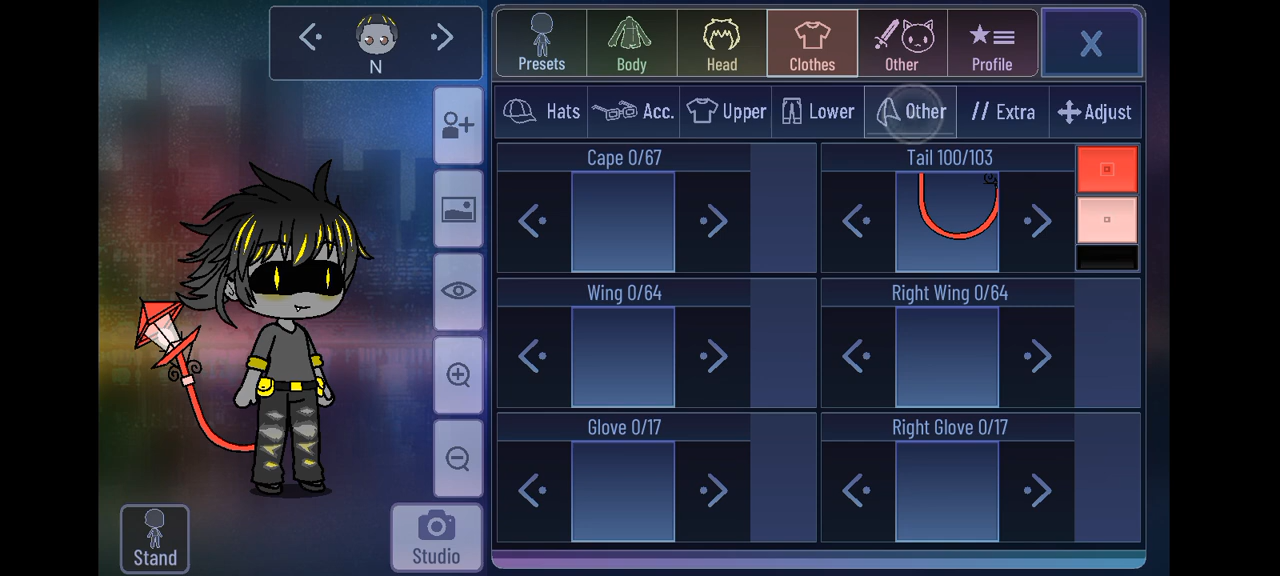 N
Presets
Body
Head
Clothes
Other
Profile
X
Hats
Acc.
Upper
Lower
Other
Extra
Adjust
Cape 0/67
Tail 100/103
Wing 0/64
Right Wing 0/64
Glove 0/17
Right Glove 0/17
Stand
Studio